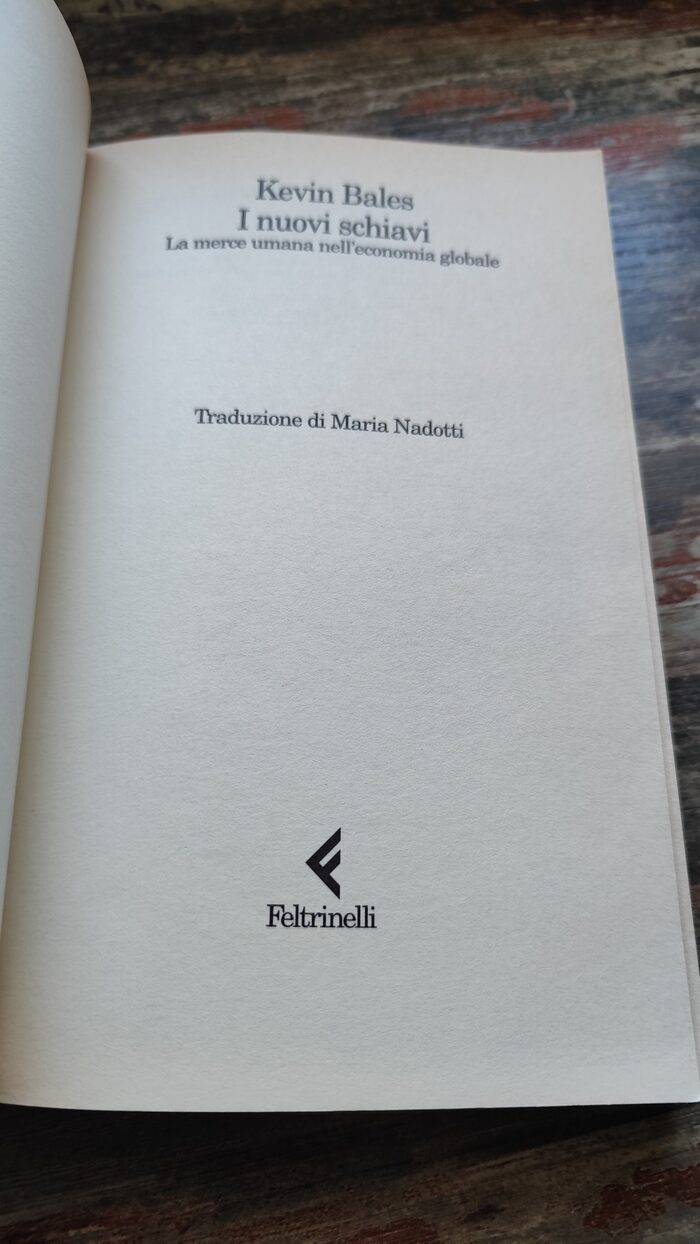 Kevin Bales
I nuovi schiavi
La merce umana nell'economia globale
Traduzione di Maria Nadotti
Feltrinelli